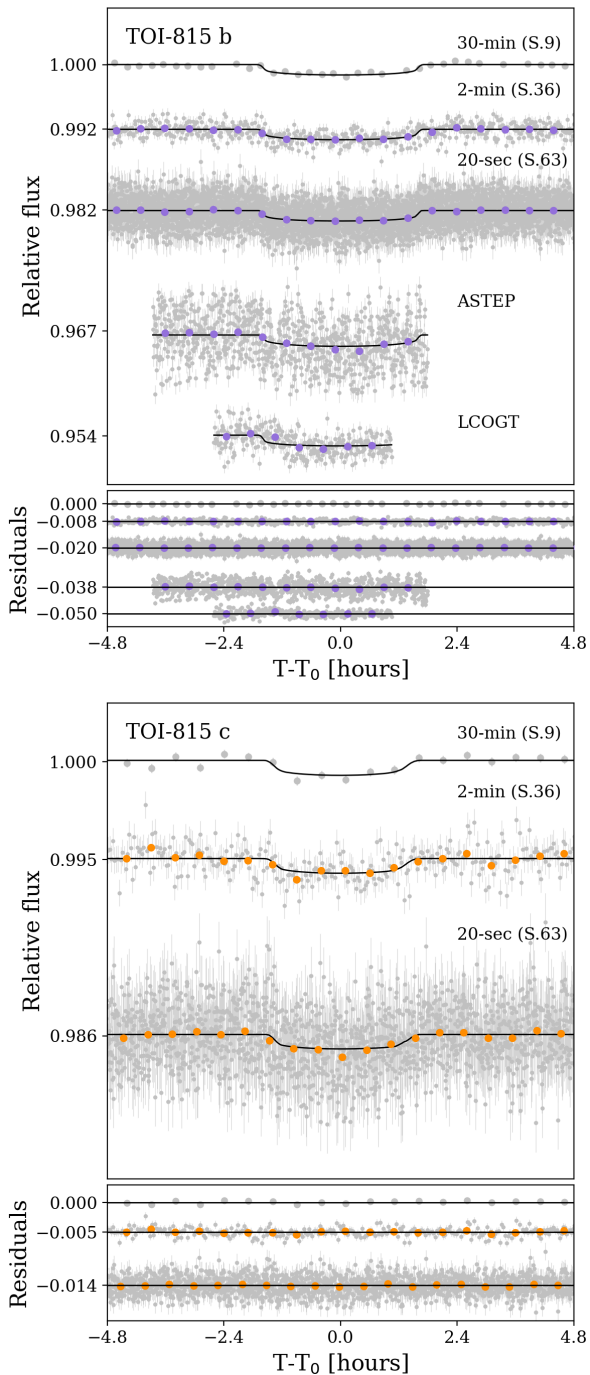 TOI-815 b
30-min (S.9)
1.000
2-min (S.36)
0.992
20-sec (S.63)
0.982
Relative flux
ASTEP
0.967
LCOGT
0.954
0.000
−0.008
−0.020
−0.038
−0.050
Residuals
−4.8 −2.4 0.0 2.4 4.8
T-T0 [hours]
TOI-815 c
30-min (S.9)
1.000
2-min (S.36)
0.995
20-sec (S.63)
Relative flux
0.986
0.000
−0.005
−0.014
Residuals
−4.8 −2.4 0.0 2.4 4.8
T-T0 [hours]